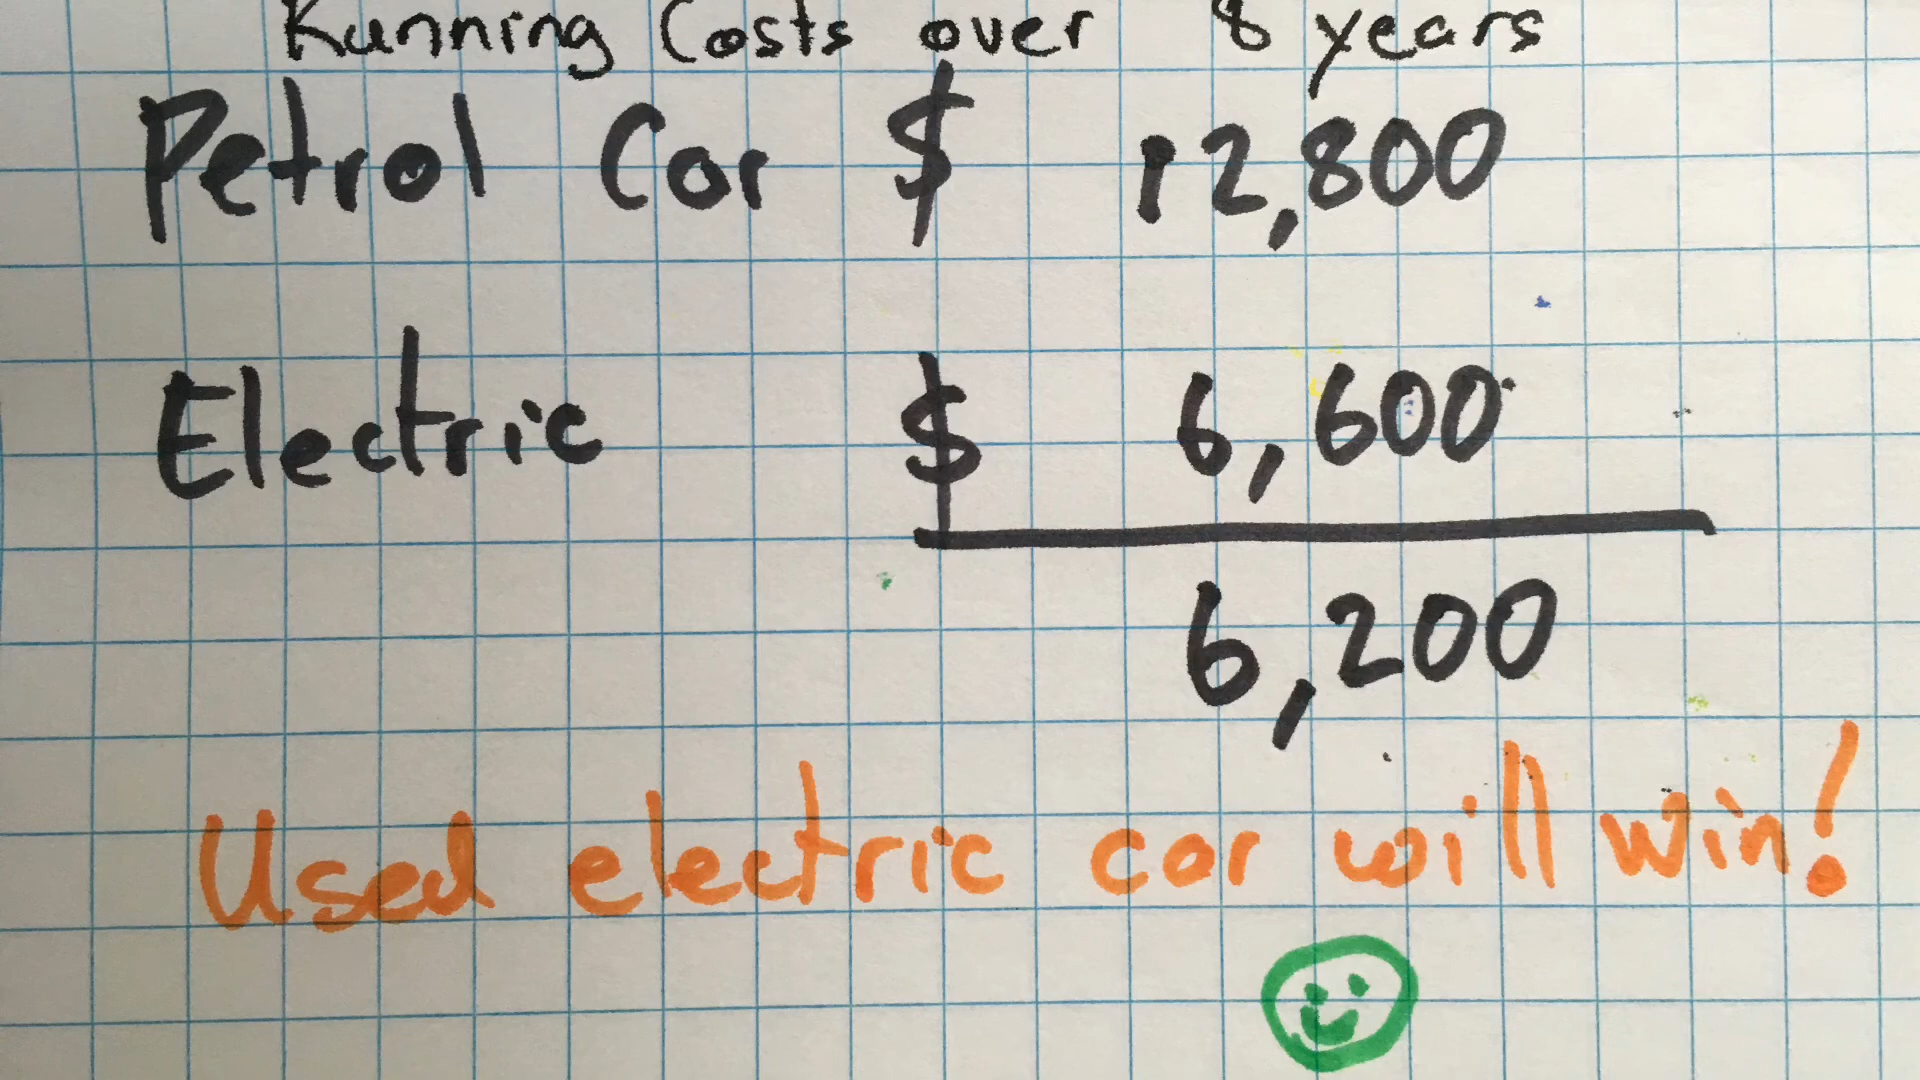 Running Costs over 8 years
Petrol Car $ 12,800
Electric $ 6,600
6,200
Used electric car will win!